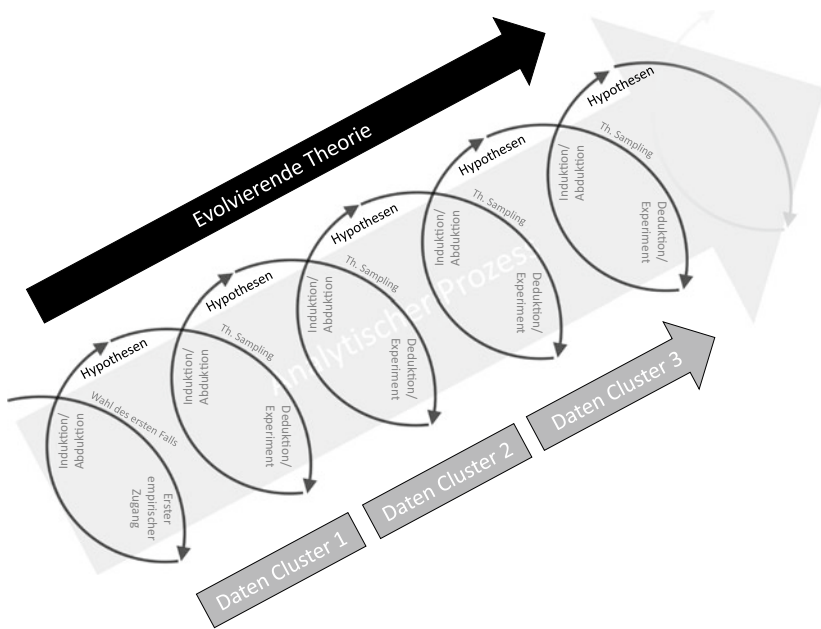 Evolvierende Theorie
Analytischer Prozess
Hypothesen
Wahl des ersten Falls
Induktion/
Abduktion
Erster
empirischer
Zugang
Hypothesen
Th. Sampling
Induktion/
Abduktion
Deduktion/
Experiment
Hypothesen
Th. Sampling
Induktion/
Abduktion
Deduktion/
Experiment
Hypothesen
Th. Sampling
Induktion/
Abduktion
Deduktion/
Experiment
Hypothesen
Th. Sampling
Induktion/
Abduktion
Deduktion/
Experiment
Daten Cluster 1
Daten Cluster 2
Daten Cluster 3